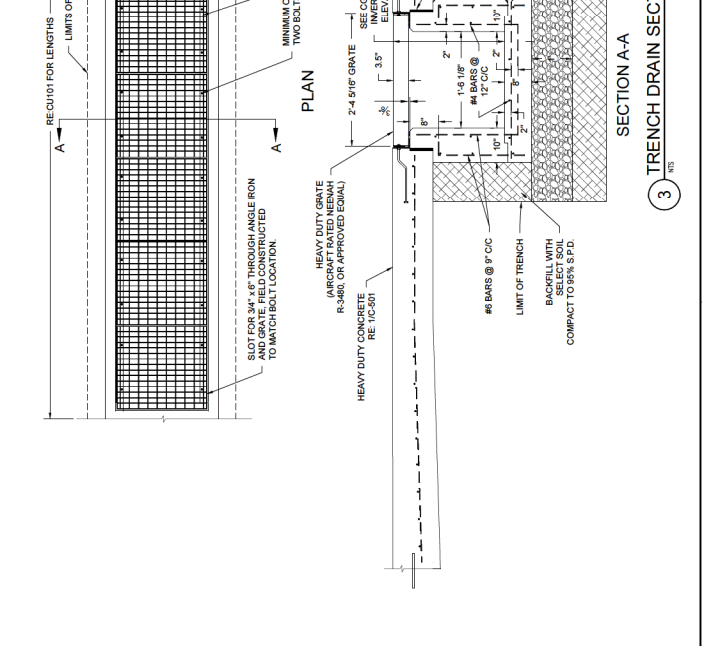 RE:CU101 FOR LENGTHS
LIMITS OF
MINIMUM
TWO BOLT
A
A
SLOT FOR 3/4" x 6" THROUGH ANGLE IRON
AND GRATE, FIELD CONSTRUCTED
TO MATCH BOLT LOCATION.
PLAN
HEAVY DUTY GRATE
(AIRCRAFT RATED NEENAH
R-3480, OR APPROVED EQUAL)
HEAVY DUTY CONCRETE
RE: 1/C-501
2'-4 5/16" GRATE
SEE
INVER
ELEV
3.5"
8"
2"
1'-6 1/8"
#4 BARS @
12" C/C
10"
10"
2"
8"
2"
#6 BARS @ 9" C/C
LIMIT OF TRENCH
BACKFILL WITH
SELECT SOIL
COMPACT TO 95% S.P.D.
SECTION A-A
3
TRENCH DRAIN SEC
NTS